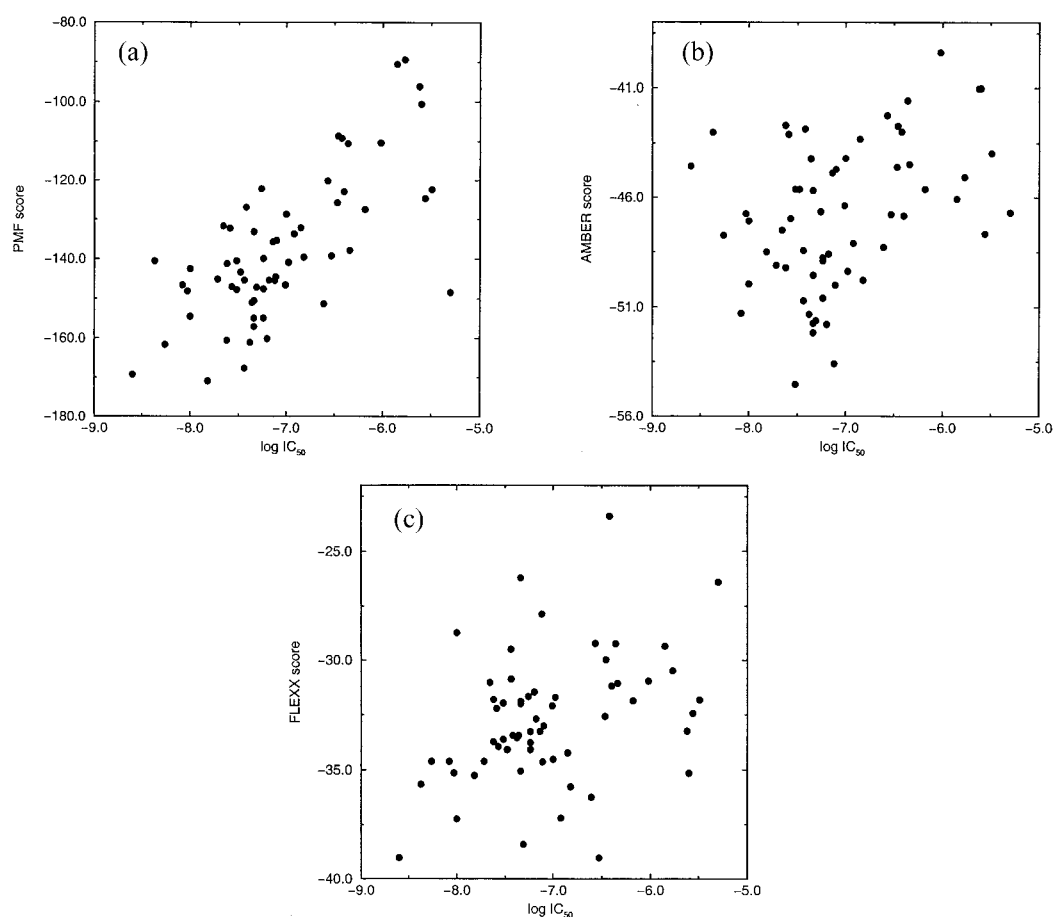 (a)
PMF score
−80.0
−100.0
−120.0
−140.0
−160.0
−180.0
−9.0 −8.0 −7.0 −6.0 −5.0
log IC50
(b)
AMBER score
−41.0
−46.0
−51.0
−56.0
−9.0 −8.0 −7.0 −6.0 −5.0
log IC50
(c)
FLEXX score
−25.0
−30.0
−35.0
−40.0
−9.0 −8.0 −7.0 −6.0 −5.0
log IC50